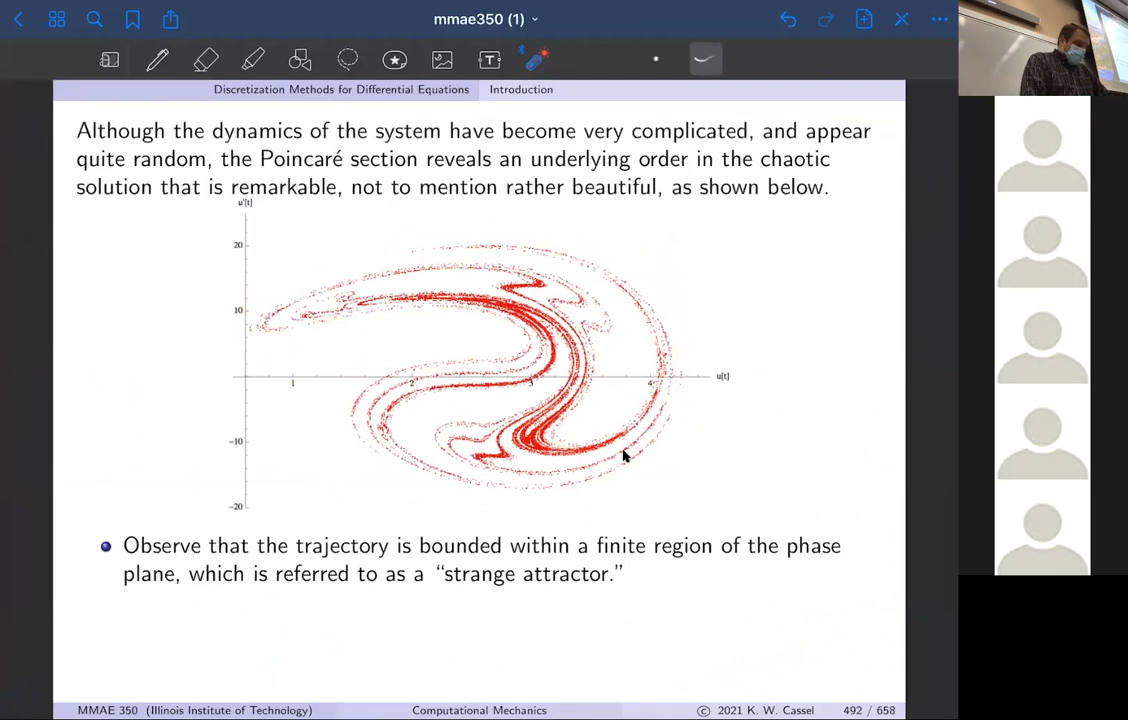 mmae350 (1)
Discretization Methods for Differential Equations Introduction
Although the dynamics of the system have become very complicated, and appear
quite random, the Poincaré section reveals an underlying order in the chaotic
solution that is remarkable, not to mention rather beautiful, as shown below.
u'[t]
20
10
1 2 3 4 u[t]
-10
-20
Observe that the trajectory is bounded within a finite region of the phase
plane, which is referred to as a “strange attractor.”
MMAE 350 (Illinois Institute of Technology) Computational Mechanics © 2021 K. W. Cassel 492 / 658